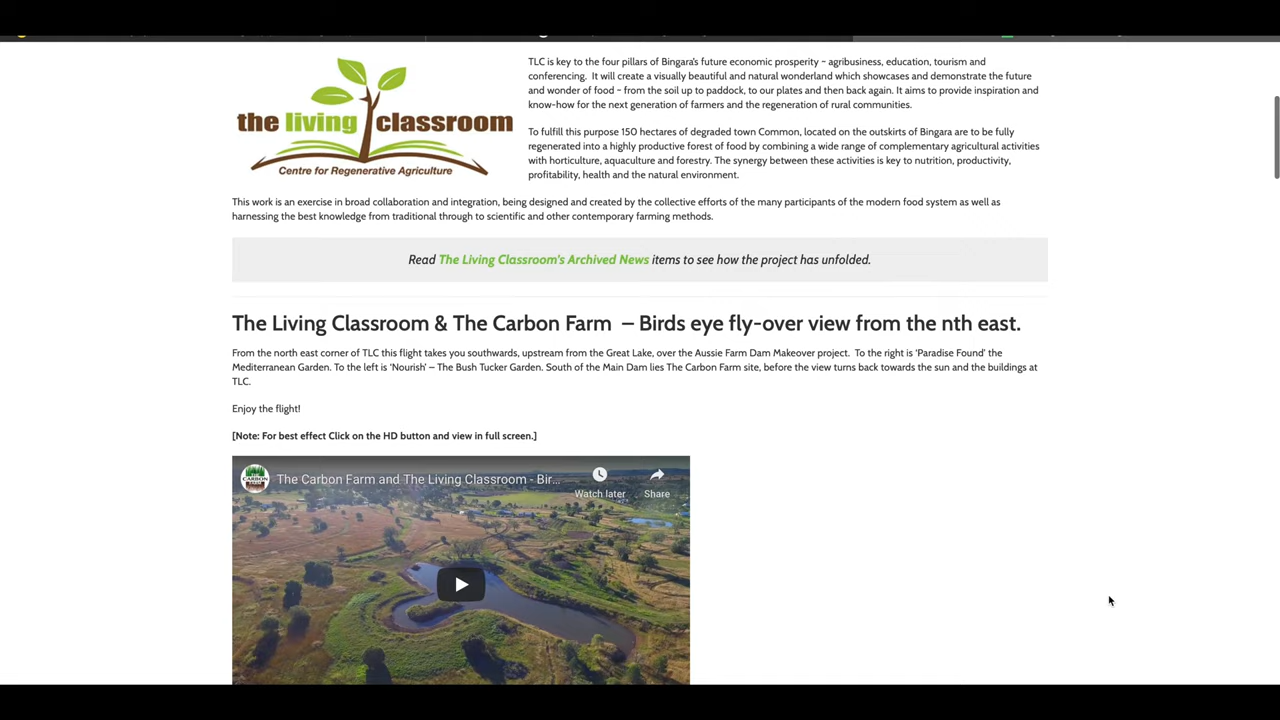 the living classroom
Centre for Regenerative Agriculture
TLC is key to the four pillars of Bingara's future economic prosperity – agribusiness, education, tourism and
conferencing. It will create a visually beautiful and natural wonderland which showcases and demonstrate the future
and wonder of food – from the soil up to paddock, to our plates and then back again. It aims to provide inspiration and
know-how for the next generation of farmers and the regeneration of rural communities.
To fulfill this purpose 150 hectares of degraded town Common, located on the outskirts of Bingara are to be fully
regenerated into a highly productive forest of food by combining a wide range of complementary agricultural activities
with horticulture, aquaculture and forestry. The synergy between these activities is key to nutrition, productivity,
profitability, health and the natural environment.
This work is an exercise in broad collaboration and integration, being designed and created by the collective efforts of the many participants of the modern food system as well as
harnessing the best knowledge from traditional through to scientific and other contemporary farming methods.
Read The Living Classroom's Archived News items to see how the project has unfolded.
The Living Classroom & The Carbon Farm – Birds eye fly-over view from the nth east.
From the north east corner of TLC this flight takes you southwards, upstream from the Great Lake, over the Aussie Farm Dam Makeover project. To the right is 'Paradise Found' the
Mediterranean Garden. To the left is 'Nourish' – The Bush Tucker Garden. South of the Main Dam lies The Carbon Farm site, before the view turns back towards the sun and the buildings at
TLC.
Enjoy the flight!
[Note: For best effect Click on the HD button and view in full screen.]
CARBON
The Carbon Farm and The Living Classroom - Bir...
Watch later
Share